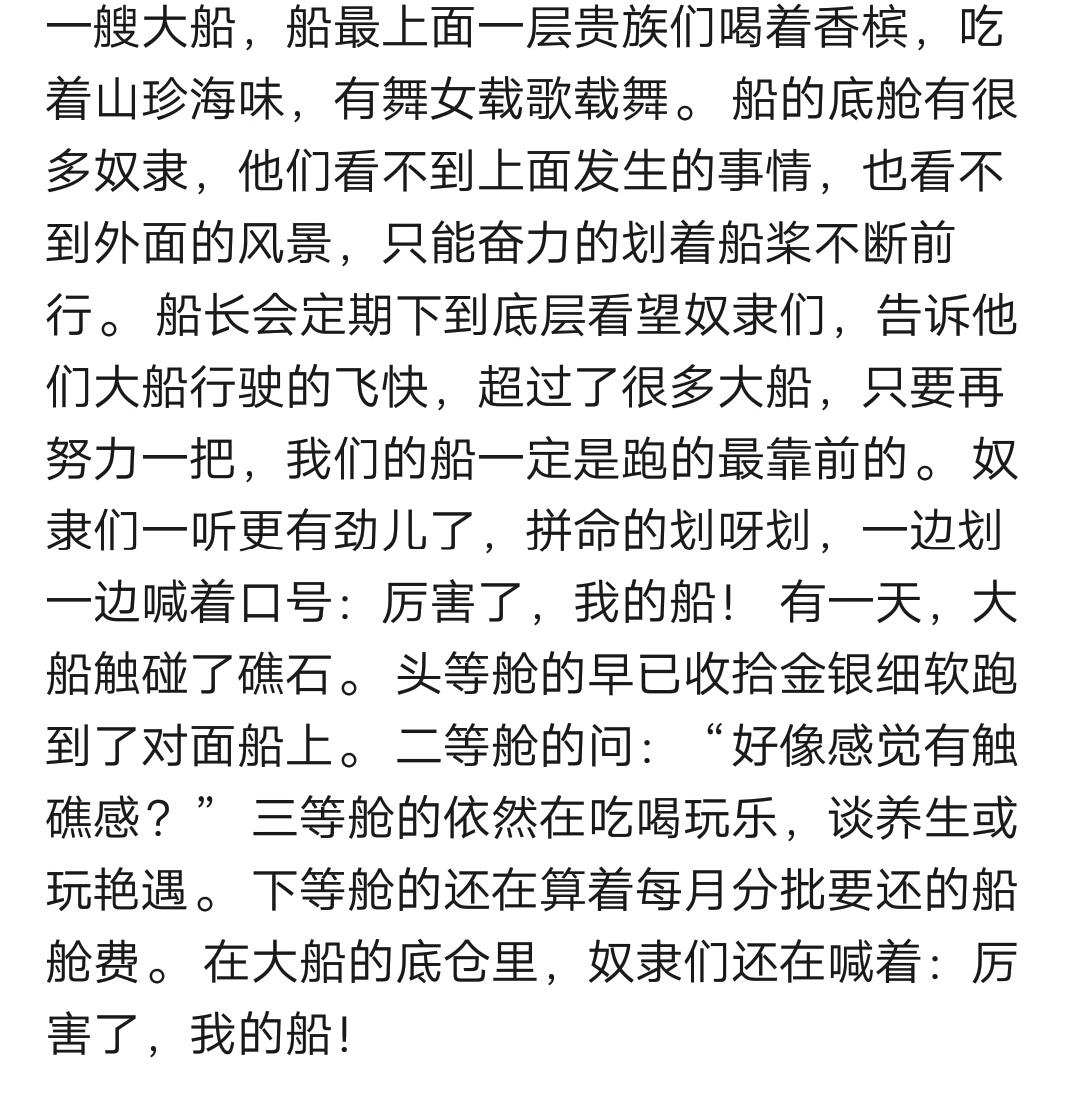 一艘大船，船最上面一层贵族们喝着香槟，吃
着山珍海味，有舞女载歌载舞。 船的底舱有很
多奴隶，他们看不到上面发生的事情，也看不
到外面的风景，只能奋力的划着船桨不断前
行。 船长会定期下到底层看望奴隶们，告诉他
们大船行驶的飞快，超过了很多大船，只要再
努力一把，我们的船一定是跑的最靠前的。 奴
隶们一听更有劲儿了，拼命的划呀划，一边划
一边喊着口号：厉害了，我的船！ 有一天，大
船触碰了礁石。 头等舱的早已收拾金银细软跑
到了对面船上。 二等舱的问： “好像感觉有触
礁感？” 三等舱的依然在吃喝玩乐，谈养生或
玩艳遇。 下等舱的还在算着每月分批要还的船
舱费。 在大船的底仓里，奴隶们还在喊着：厉
害了，我的船！